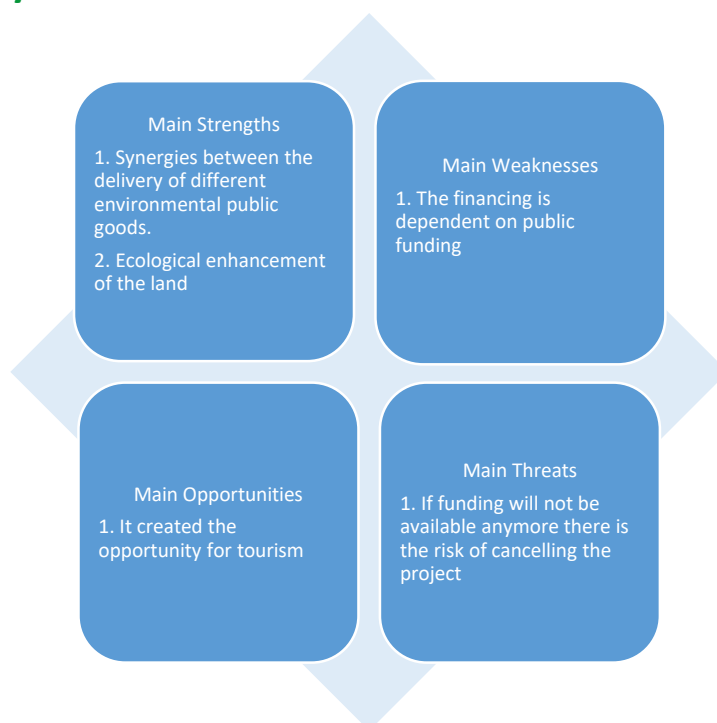 Main Strengths
1. Synergies between the
delivery of different
environmental public
goods.
2. Ecological enhancement
of the land
Main Weaknesses
1. The financing is
dependent on public
funding
Main Opportunities
1. It created the
opportunity for tourism
Main Threats
1. If funding will not be
available anymore there is
the risk of cancelling the
project